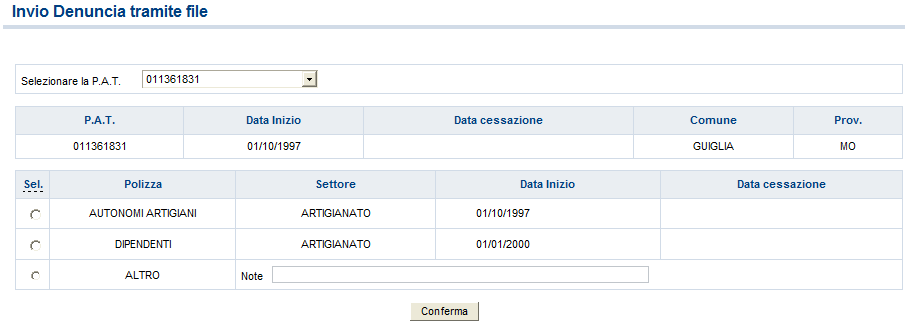 Invio Denuncia tramite file
Selezionare la P.A.T. 011361831
P.A.T. Data Inizio Data cessazione Comune Prov.
011361831 01/10/1997 GUIGLIA MO
Sel. Polizza Settore Data Inizio Data cessazione
AUTONOMI ARTIGIANI ARTIGIANATO 01/10/1997
DIPENDENTI ARTIGIANATO 01/01/2000
ALTRO Note
Conferma